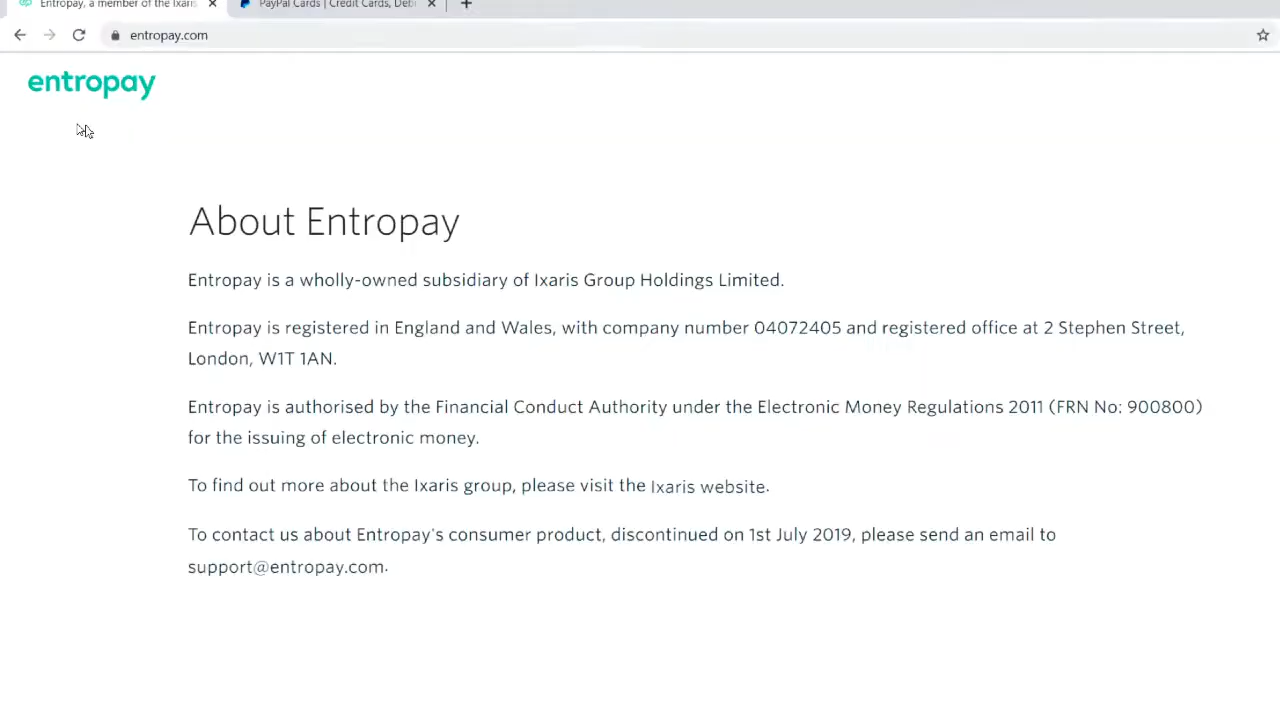 Entropay, a member of the Ixaris
PayPal Cards | Credit Cards, Debi
entropay.com
entropay
About Entropay
Entropay is a wholly-owned subsidiary of Ixaris Group Holdings Limited.
Entropay is registered in England and Wales, with company number 04072405 and registered office at 2 Stephen Street,
London, W1T 1AN.
Entropay is authorised by the Financial Conduct Authority under the Electronic Money Regulations 2011 (FRN No: 900800)
for the issuing of electronic money.
To find out more about the Ixaris group, please visit the Ixaris website.
To contact us about Entropay's consumer product, discontinued on 1st July 2019, please send an email to
support@entropay.com.